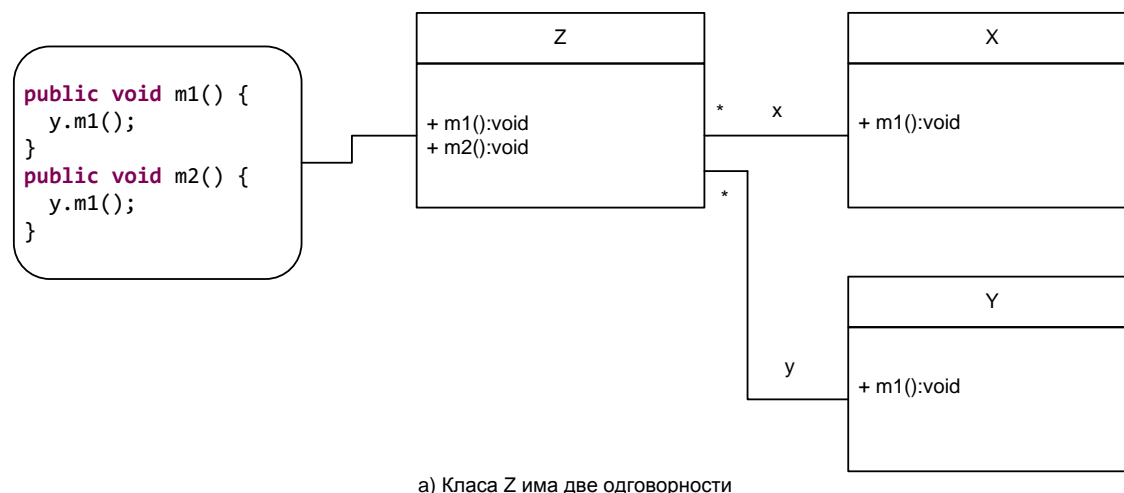 public void m1() {
y.m1();
}
public void m2() {
y.m1();
}
Z
+ m1():void
+ m2():void
*
x
*
X
+ m1():void
Y
y
+ m1():void
а) Класа Z има две одговорности